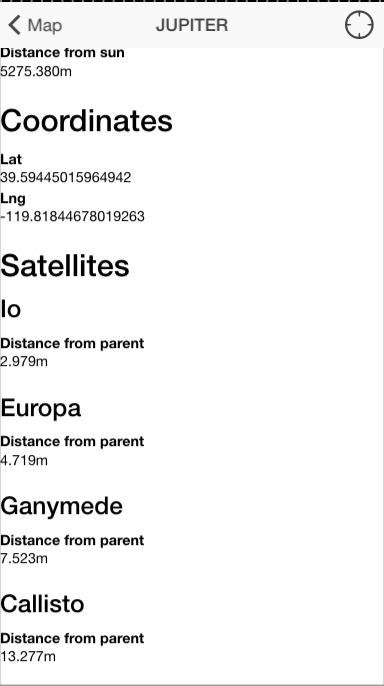 Map
JUPITER
Distance from sun
5275.380m
Coordinates
Lat
39.59445015964942
Lng
-119.81844678019263
Satellites
Io
Distance from parent
2.979m
Europa
Distance from parent
4.719m
Ganymede
Distance from parent
7.523m
Callisto
Distance from parent
13.277m